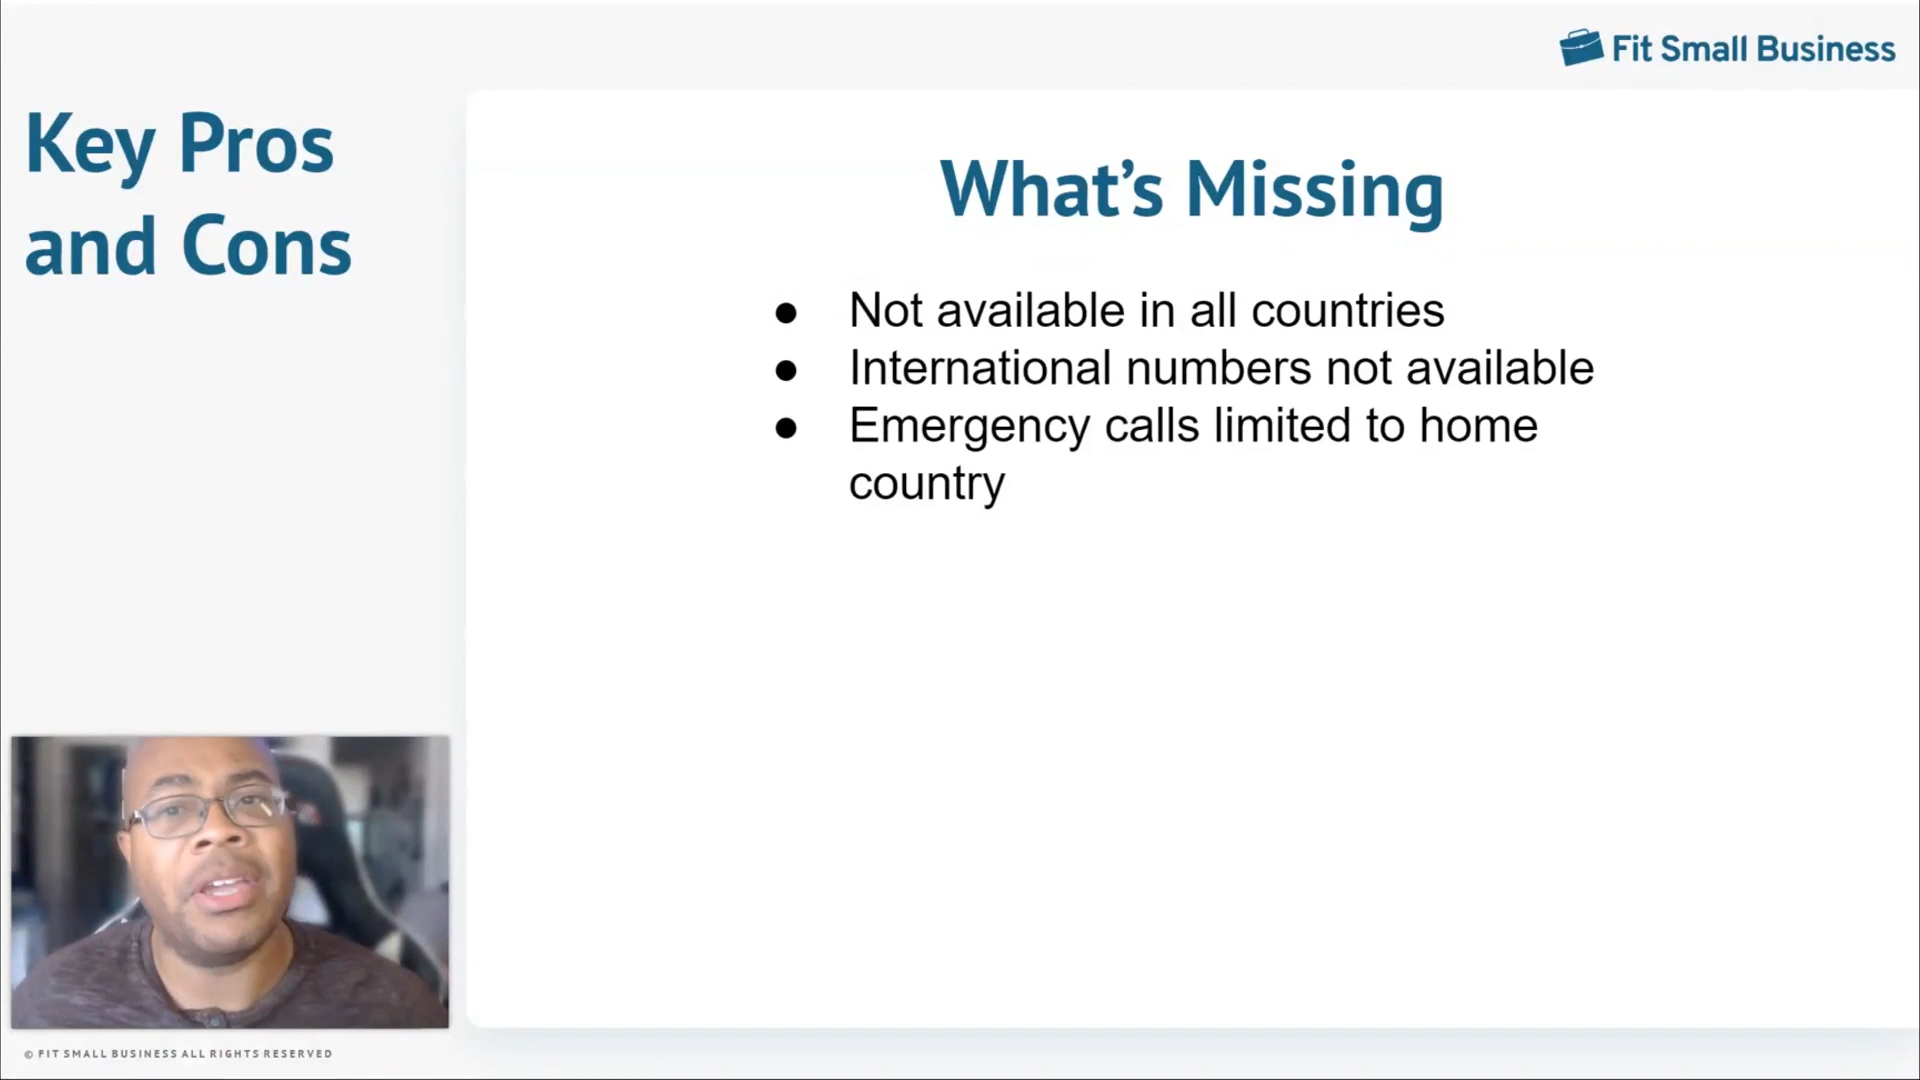 Fit Small Business
Key Pros
and Cons
What’s Missing
● Not available in all countries
● International numbers not available
● Emergency calls limited to home
country
© FIT SMALL BUSINESS ALL RIGHTS RESERVED